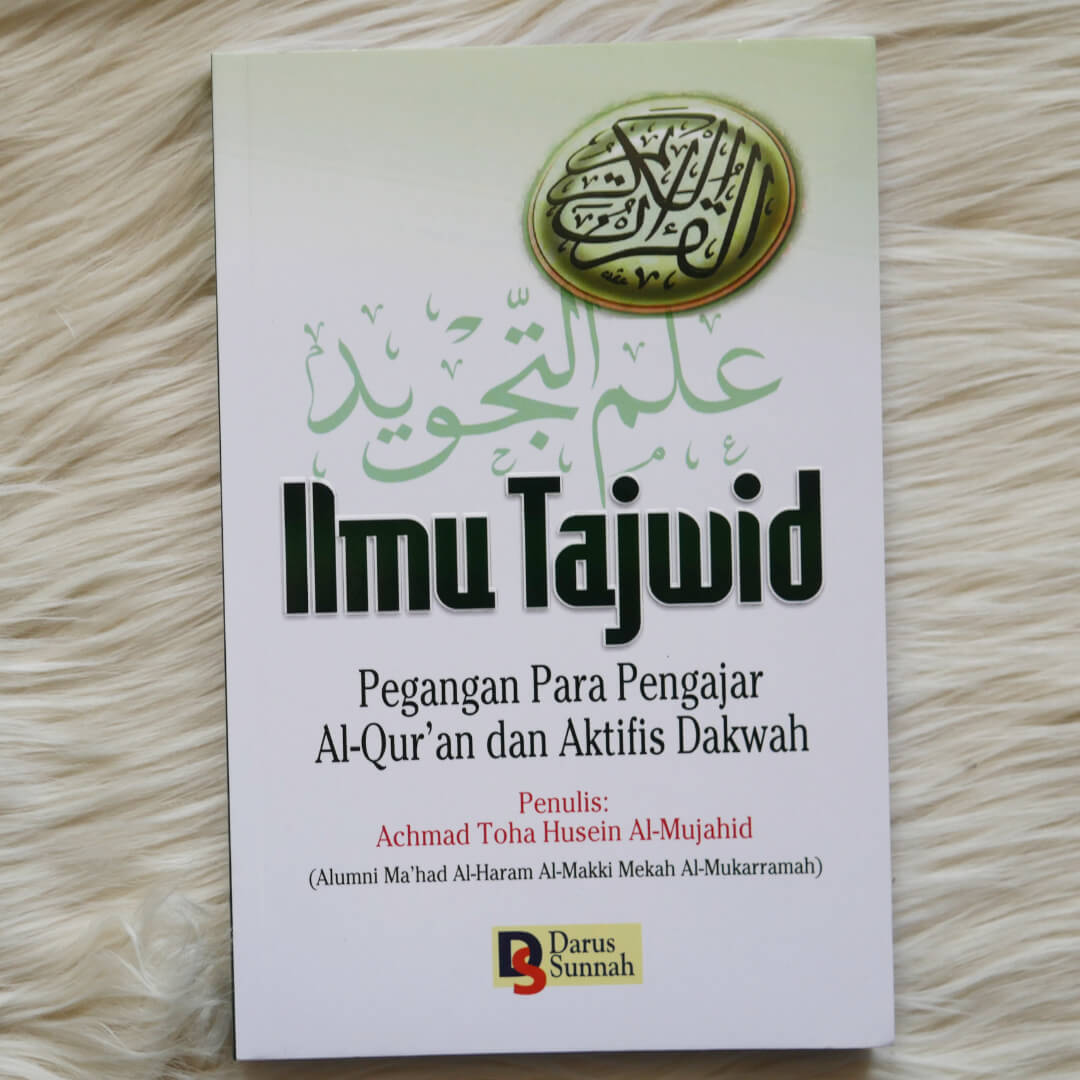 القرآن الكريم
علم التجويد
Ilmu Tajwid
Pegangan Para Pengajar
Al-Qur'an dan Aktifis Dakwah
Penulis:
Achmad Toha Husein Al-Mujahid
(Alumni Ma'had Al-Haram Al-Makki Mekah Al-Mukarramah)
DS
Darus
Sunnah